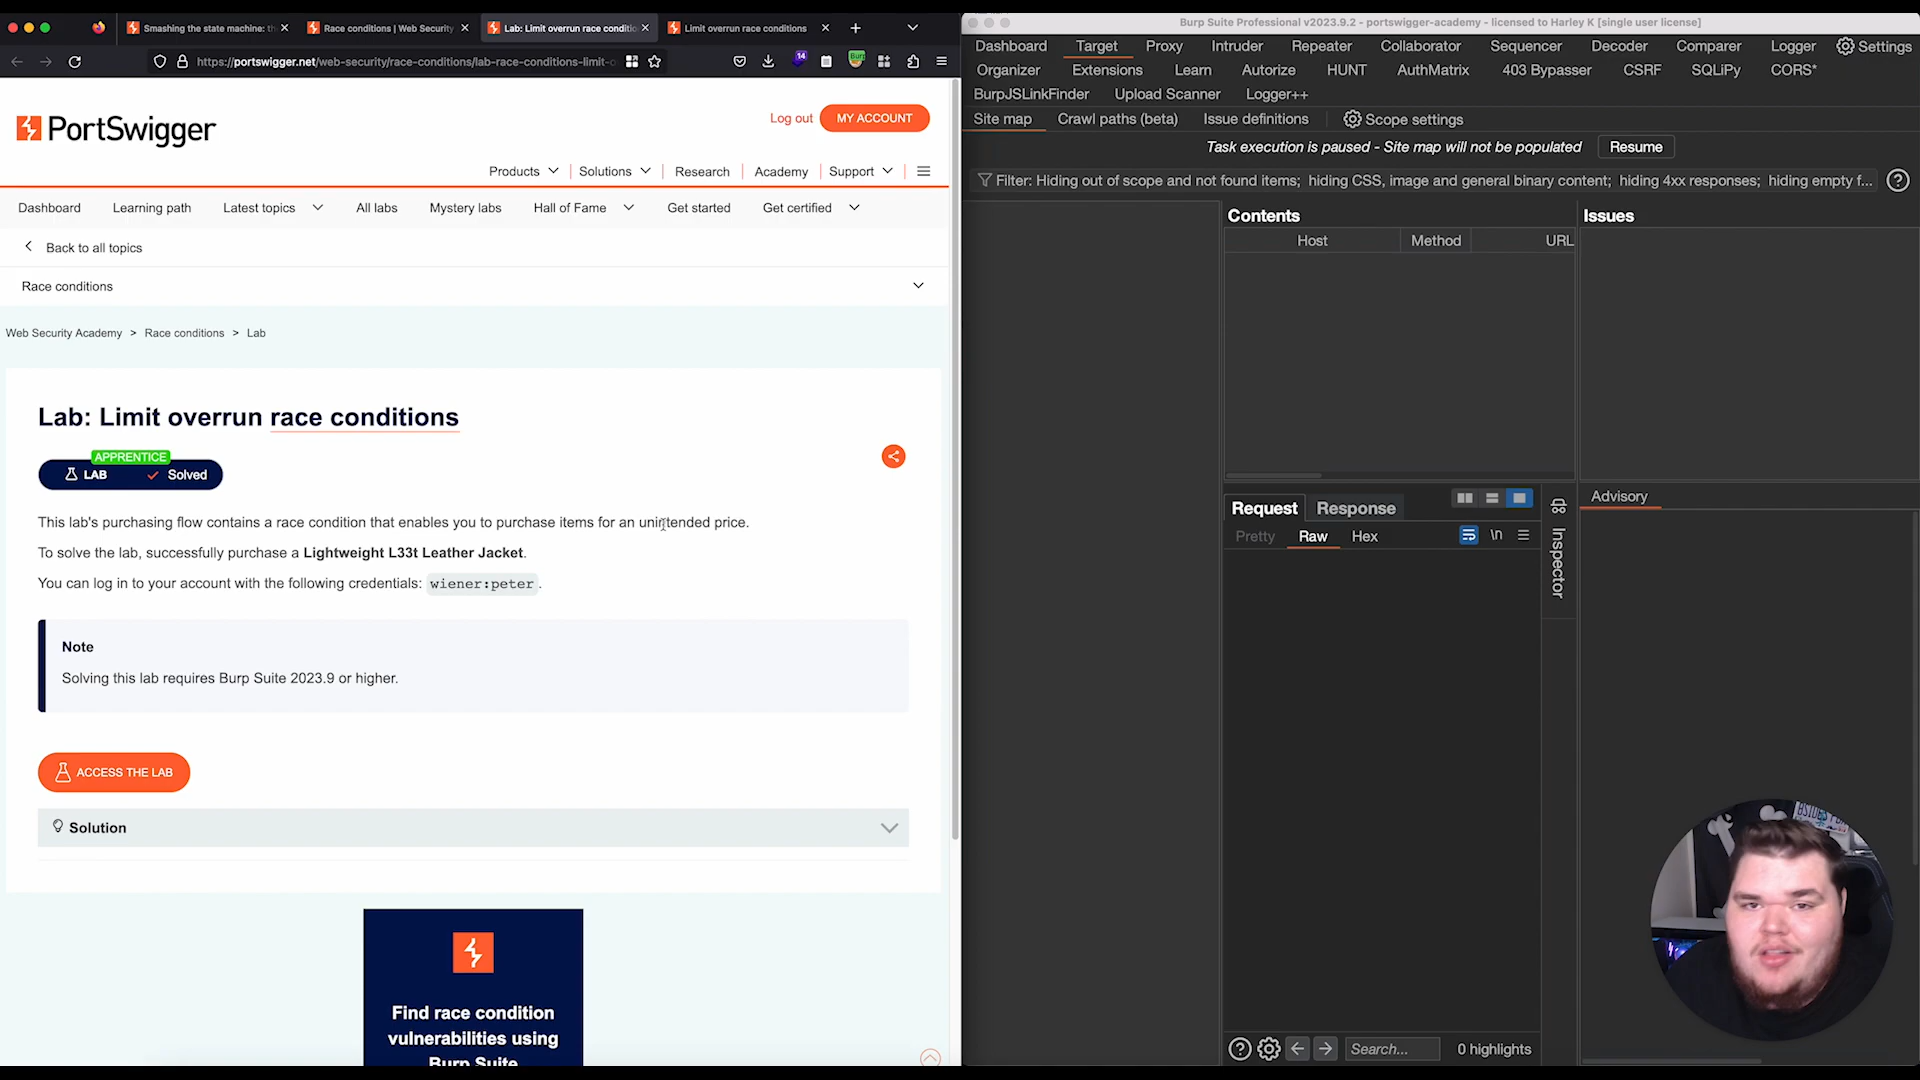 Smashing the state machine: th
Race conditions | Web Security
Lab: Limit overrun race conditio
Limit overrun race conditions
https://portswigger.net/web-security/race-conditions/lab-race-conditions-limit-o
14
PortSwigger
Log out
MY ACCOUNT
Products
Solutions
Research
Academy
Support
Dashboard
Learning path
Latest topics
All labs
Mystery labs
Hall of Fame
Get started
Get certified
Back to all topics
Race conditions
Web Security Academy > Race conditions > Lab
Lab: Limit overrun race conditions
APPRENTICE
LAB
Solved
This lab's purchasing flow contains a race condition that enables you to purchase items for an unintended price.
To solve the lab, successfully purchase a Lightweight L33t Leather Jacket.
You can log in to your account with the following credentials: wiener:peter.
Note
Solving this lab requires Burp Suite 2023.9 or higher.
ACCESS THE LAB
Solution
Find race condition
vulnerabilities using
Burp Suite
Burp Suite Professional v2023.9.2 - portswigger-academy - licensed to Harley K [single user license]
Dashboard Target Proxy Intruder Repeater Collaborator Sequencer Decoder Comparer Logger Settings
Organizer Extensions Learn Autorize HUNT AuthMatrix 403 Bypasser CSRF SQLiPy CORS*
BurpJSLinkFinder Upload Scanner Logger++
Site map Crawl paths (beta) Issue definitions Scope settings
Task execution is paused - Site map will not be populated Resume
Filter: Hiding out of scope and not found items; hiding CSS, image and general binary content; hiding 4xx responses; hiding empty f...
Contents
Host Method URL
Issues
Request Response
Pretty Raw Hex \n
Inspector
Advisory
Search...
0 highlights